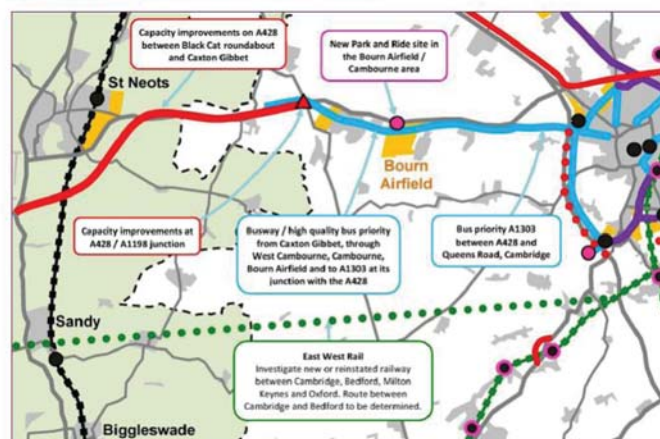 Capacity improvements on A428
between Black Cat roundabout
and Caxton Gibbet
New Park and Ride site in
the Bourn Airfield /
Cambourne area
St Neots
Bourn
Airfield
Capacity improvements at
A428 / A1198 junction
Busway / high quality bus priority
from Caxton Gibbet, through
West Cambourne, Cambourne,
Bourn Airfield and to A1303 at its
junction with the A428
Bus priority A1303
between A428 and
Queens Road, Cambridge
Sandy
East West Rail
Investigate new or reinstated railway
between Cambridge, Bedford, Milton
Keynes and Oxford. Route between
Cambridge and Bedford to be determined.
Biggleswade